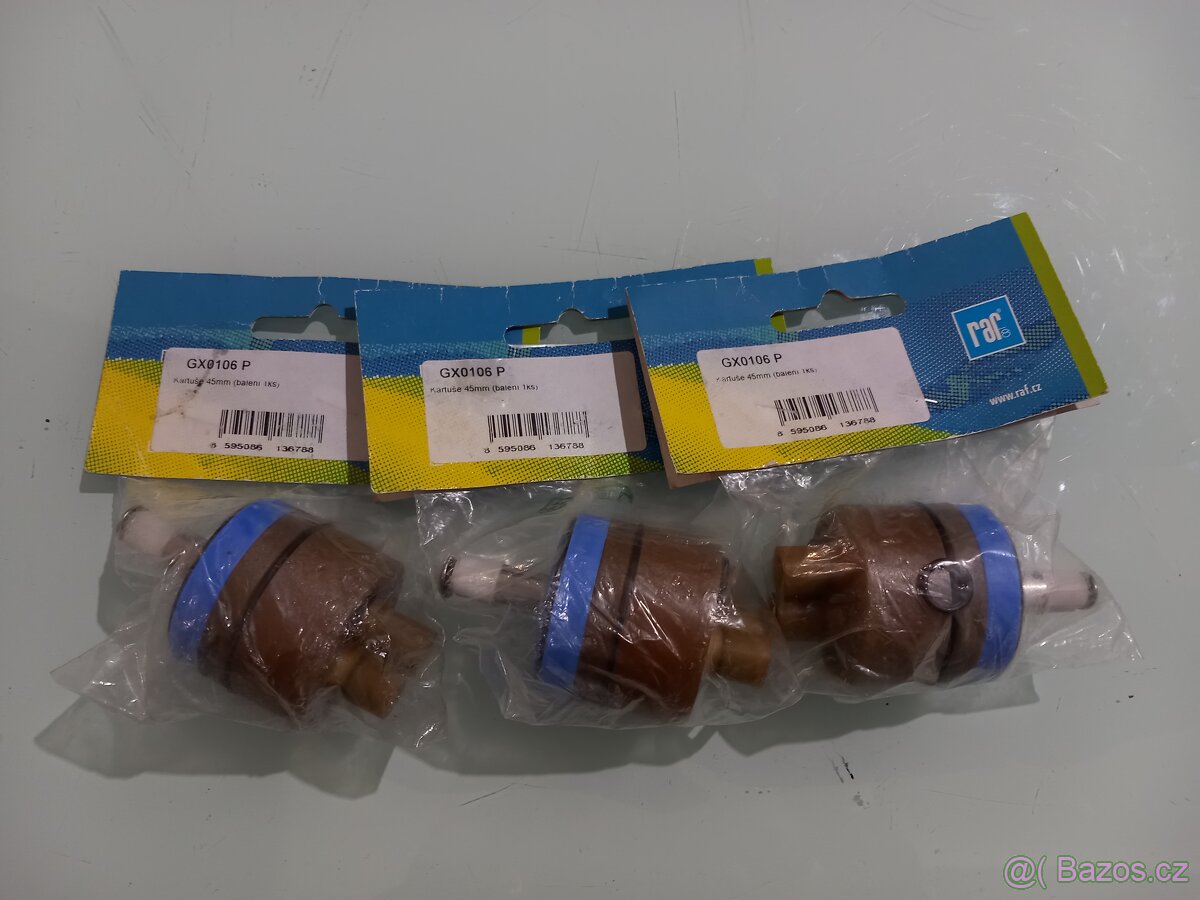 GX0106 P
Kartuše 45mm (balení 1ks)
8 595086 136788
GX0106 P
Kartuše 45mm (balení 1ks)
8 595086 136788
GX0106 P
Kartuše 45mm (balení 1ks)
8 595086 136788
raf
www.raf.cz
@( Bazos.cz